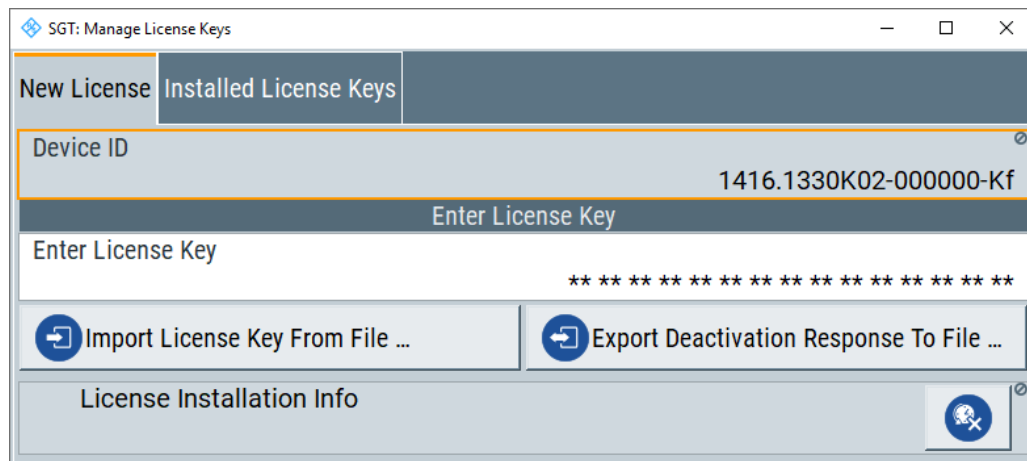 SGT: Manage License Keys
New License Installed License Keys
Device ID
1416.1330K02-000000-Kf
Enter License Key
Enter License Key
** ** ** ** ** ** ** ** ** ** ** ** ** ** **
Import License Key From File ... Export Deactivation Response To File ...
License Installation Info